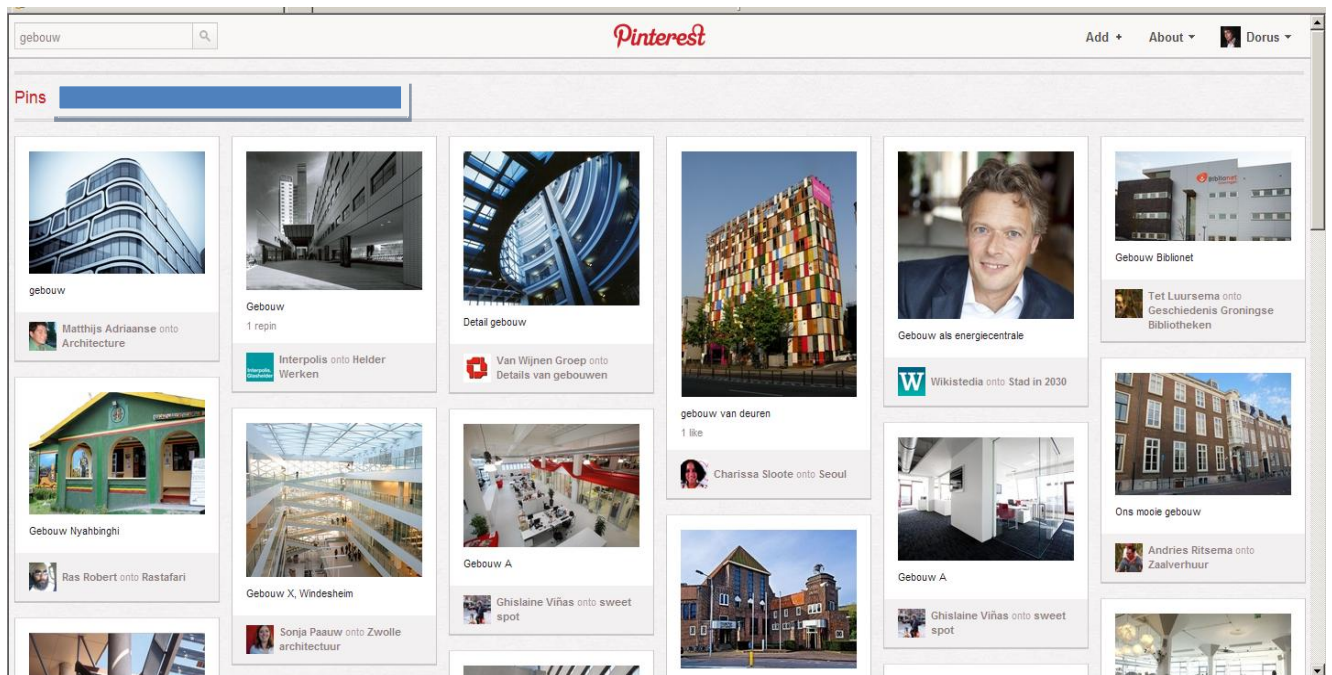 gebouw
Pinterest
Add +
About
Dorus
Pins
gebouw
Matthijs Adriaanse onto
Architecture
Gebouw Nyahbinghi
Ras Robert onto Rastafari
Gebouw
1 repin
Interpolis.
Glashelder
Interpolis onto Helder
Werken
Gebouw X, Windesheim
Sonja Paauw onto Zwolle
architectuur
Detail gebouw
Van Wijnen Groep onto
Details van gebouwen
Gebouw A
Ghislaine Viñas onto sweet
spot
gebouw van deuren
1 like
Charissa Sloote onto Seoul
Gebouw als energiecentrale
W
Wikistedia onto Stad in 2030
Gebouw A
Ghislaine Viñas onto sweet
spot
Biblionet
Gebouw Biblionet
Tet Luursema onto
Geschiedenis Groningse
Bibliotheken
Ons mooie gebouw
Andries Ritsema onto
Zaalverhuur